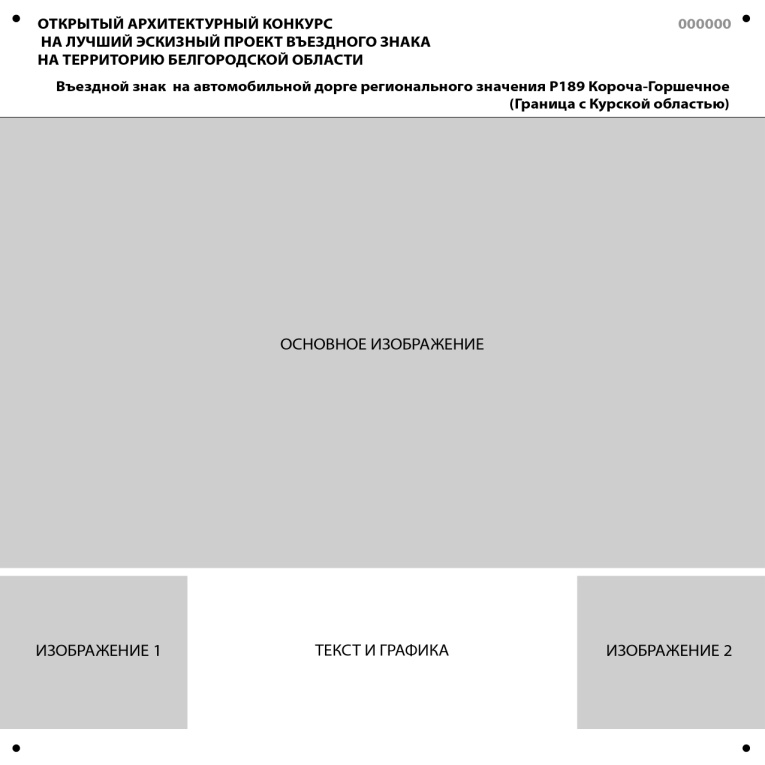 ОТКРЫТЫЙ АРХИТЕКТУРНЫЙ КОНКУРС
000000
НА ЛУЧШИЙ ЭСКИЗНЫЙ ПРОЕКТ ВЪЕЗДНОГО ЗНАКА
НА ТЕРРИТОРИЮ БЕЛГОРОДСКОЙ ОБЛАСТИ
Въездной знак на автомобильной дорге регионального значения Р189 Короча-Горшечное
(Граница с Курской областью)
ОСНОВНОЕ ИЗОБРАЖЕНИЕ
ИЗОБРАЖЕНИЕ 1
ТЕКСТ И ГРАФИКА
ИЗОБРАЖЕНИЕ 2